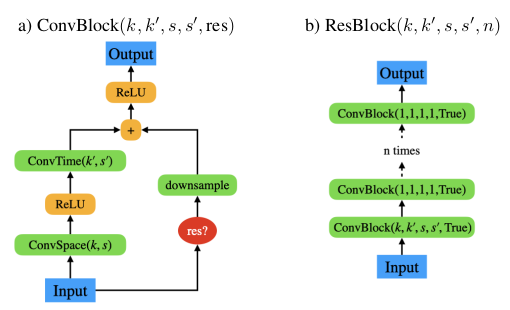 a) ConvBlock(k, k′, s, s′, res)
Output
ReLU
+
ConvTime(k′, s′)
downsample
ReLU
res?
ConvSpace(k, s)
Input
b) ResBlock(k, k′, s, s′, n)
Output
ConvBlock(1,1,1,1,True)
n times
ConvBlock(1,1,1,1,True)
ConvBlock(k, k′, s, s′, True)
Input